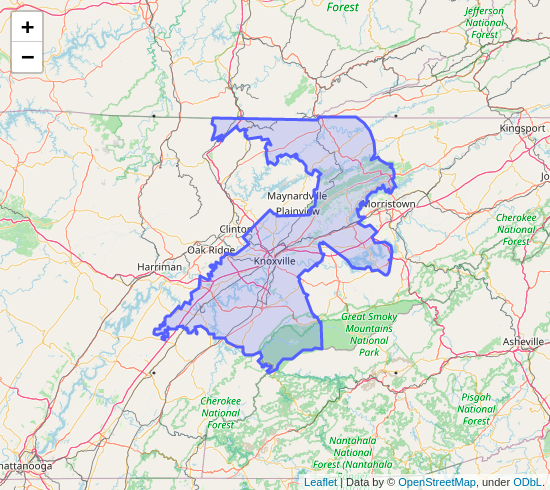 +
−
Forest
Jefferson
National
Forest
Kingsport
Maynardville
Plainview
Morristown
Clinton
Oak Ridge
Knoxville
Harriman
Jo
Cherokee
National
Forest
Great Smoky
Mountains
National
Park
Asheville
Cherokee
National
Forest
Pisgah
National
Forest
Nantahala
National
Forest (Nantahala
hattanooga
Leaflet | Data by © OpenStreetMap, under ODbL.